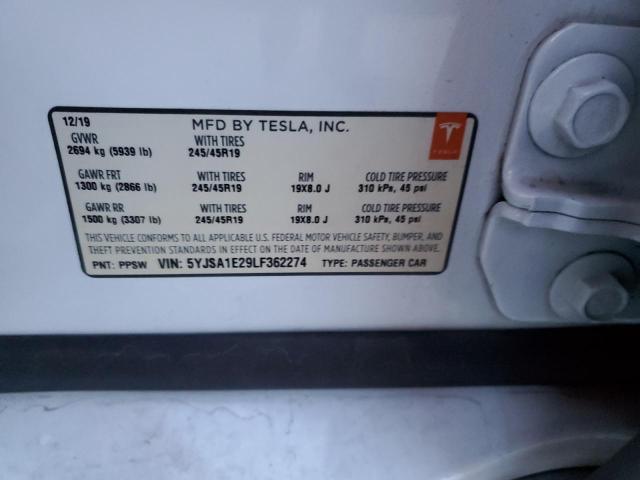 12/19 MFD BY TESLA, INC.
GVWR WITH TIRES
2694 kg (5939 lb) 245/45R19
TESLA
GAWR FRT WITH TIRES RIM COLD TIRE PRESSURE
1300 kg (2866 lb) 245/45R19 19X8.0 J 310 kPs, 45 psi
GAWR RR WITH TIRES RIM COLD TIRE PRESSURE
1500 kg (3307 lb) 245/45R19 19X8.0 J 310 kPs, 45 psi
THIS VEHICLE CONFORMS TO ALL APPLICABLE U.S. FEDERAL MOTOR VEHICLE SAFETY, BUMPER, AND
THEFT PREVENTION STANDARDS IN EFFECT ON THE DATE OF MANUFACTURE SHOWN ABOVE.
PNT: PPSW VIN: 5YJSA1E29LF362274 TYPE: PASSENGER CAR